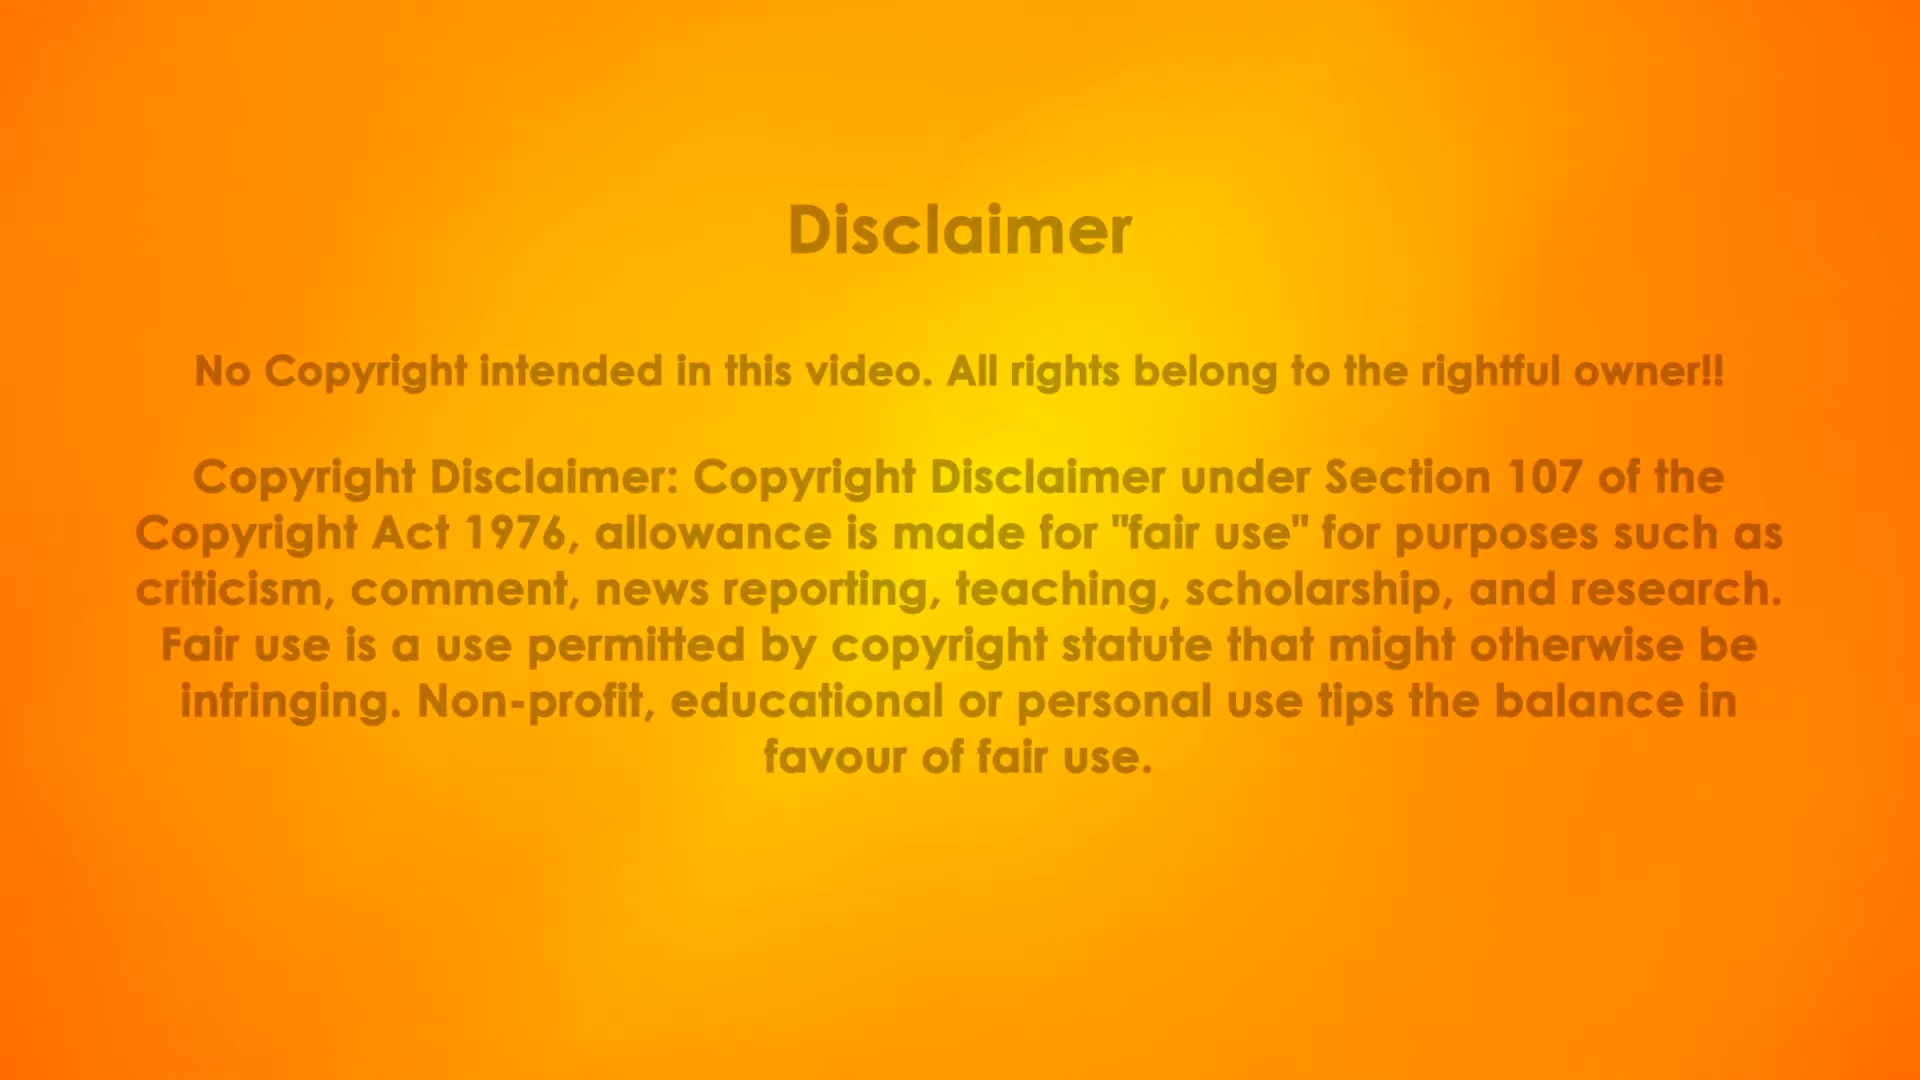 Disclaimer
No Copyright intended in this video. All rights belong to the rightful owner!!
Copyright Disclaimer: Copyright Disclaimer under Section 107 of the
Copyright Act 1976, allowance is made for "fair use" for purposes such as
criticism, comment, news reporting, teaching, scholarship, and research.
Fair use is a use permitted by copyright statute that might otherwise be
infringing. Non-profit, educational or personal use tips the balance in
favour of fair use.